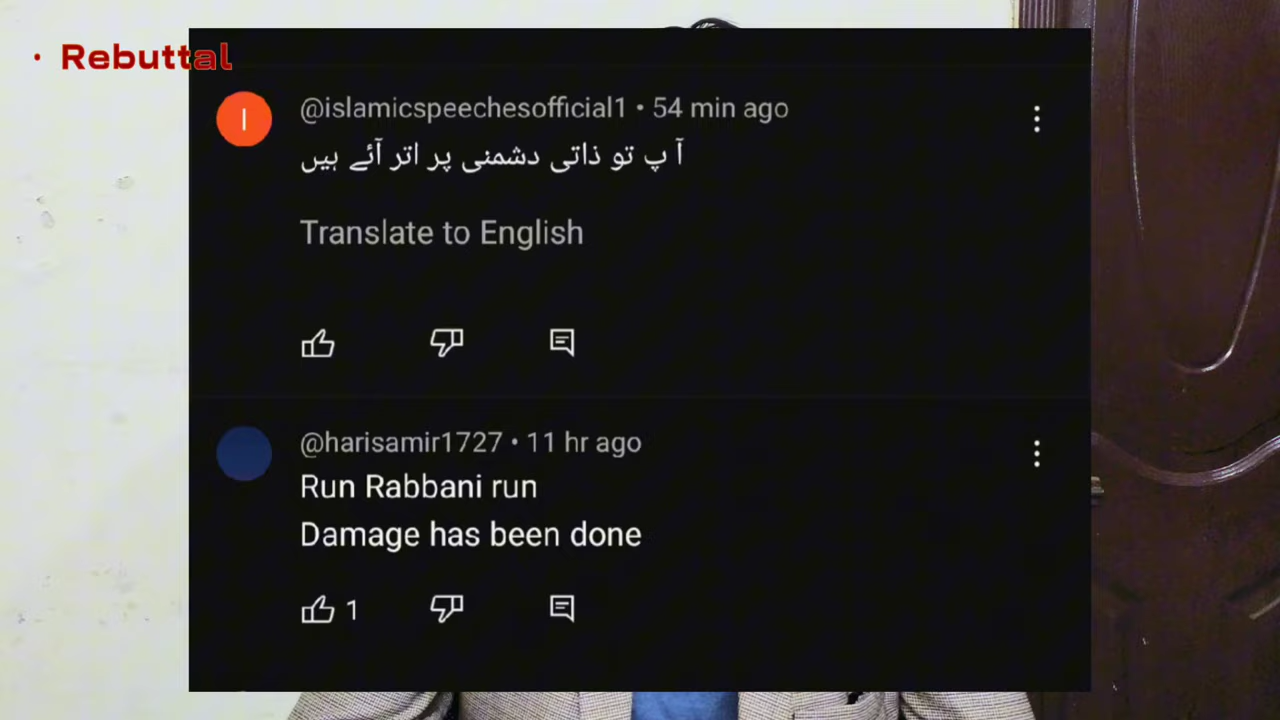 • Rebuttal
@islamicspeechesofficial1 • 54 min ago
آ پ تو ذاتی دشمنی پر اتر آئے ہیں
Translate to English
@harisamir1727 • 11 hr ago
Run Rabbani run
Damage has been done
1